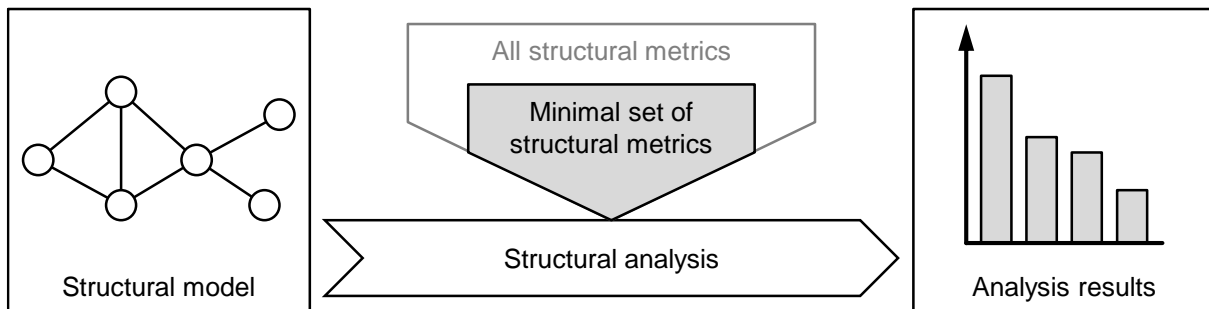 All structural metrics
Minimal set of
structural metrics
Structural analysis
Structural model
Analysis results